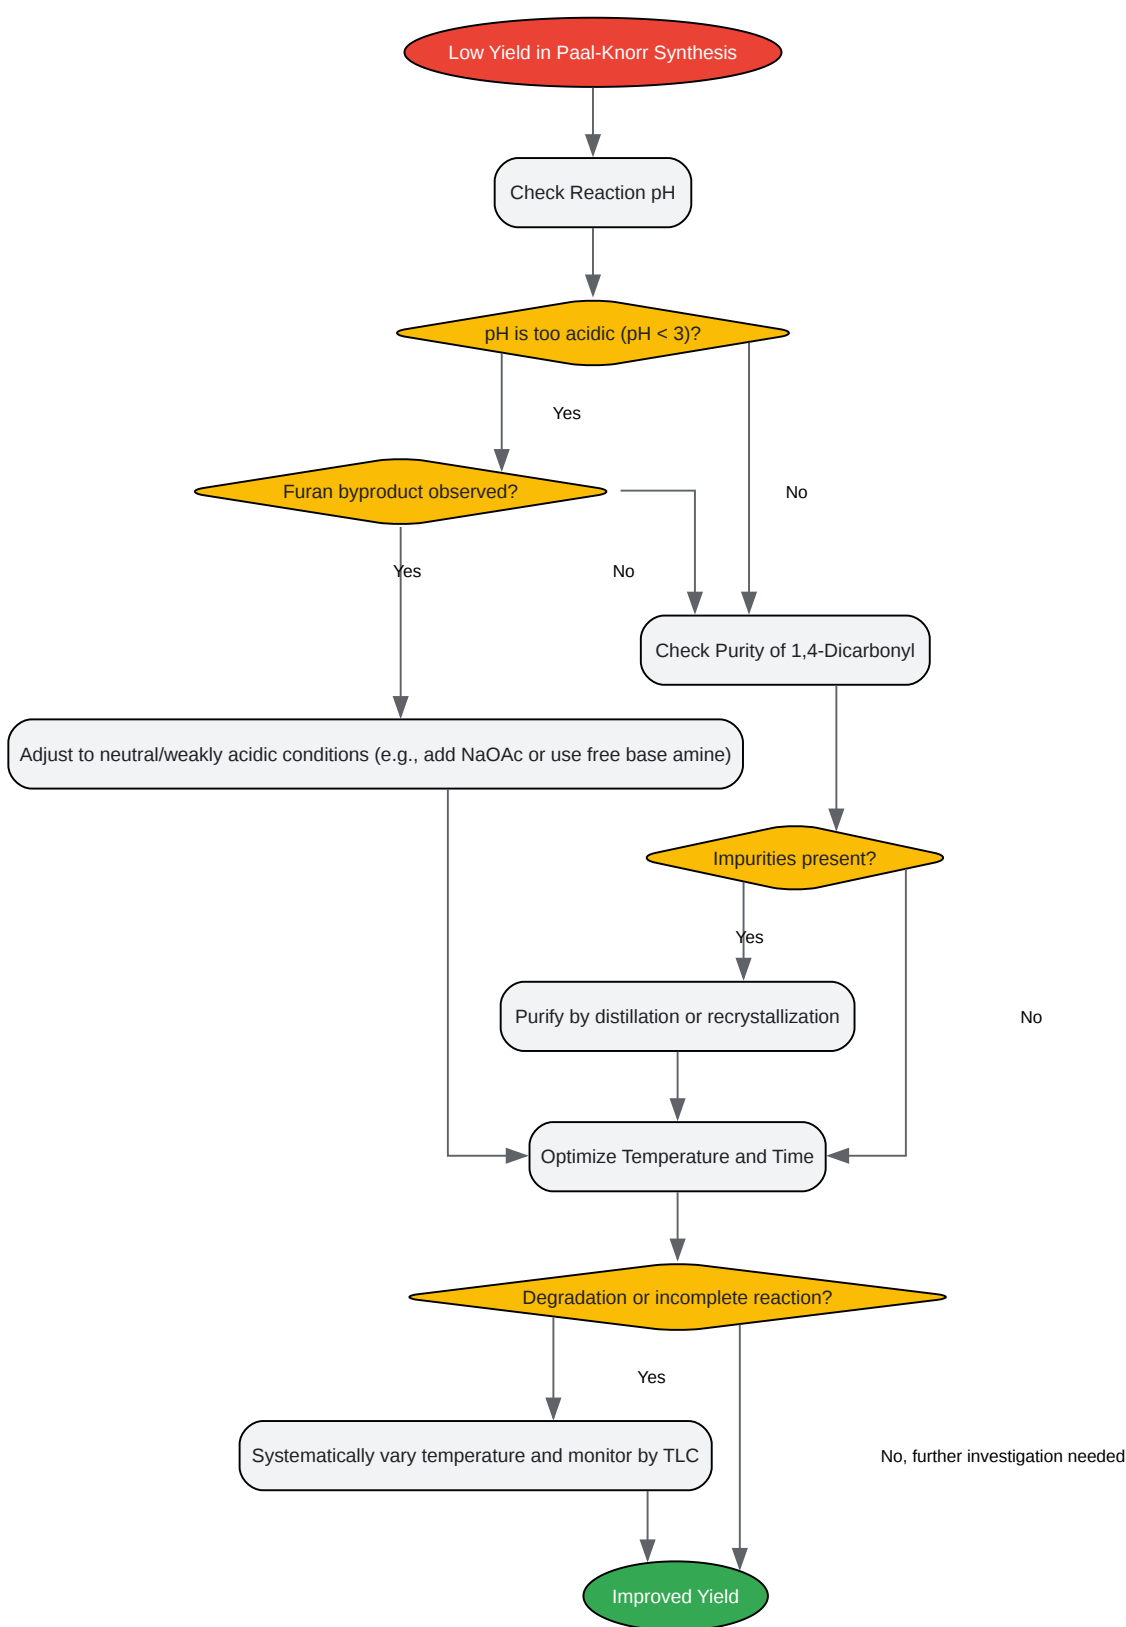 Low Yield in Paal-Knorr Synthesis
Check Reaction pH
pH is too acidic (pH < 3)?
Yes
Furan byproduct observed?
No
Yes
No
Check Purity of 1,4-Dicarbonyl
Adjust to neutral/weakly acidic conditions (e.g., add NaOAc or use free base amine)
Impurities present?
Yes
Purify by distillation or recrystallization
No
Optimize Temperature and Time
Degradation or incomplete reaction?
Yes
Systematically vary temperature and monitor by TLC
No, further investigation needed
Improved Yield